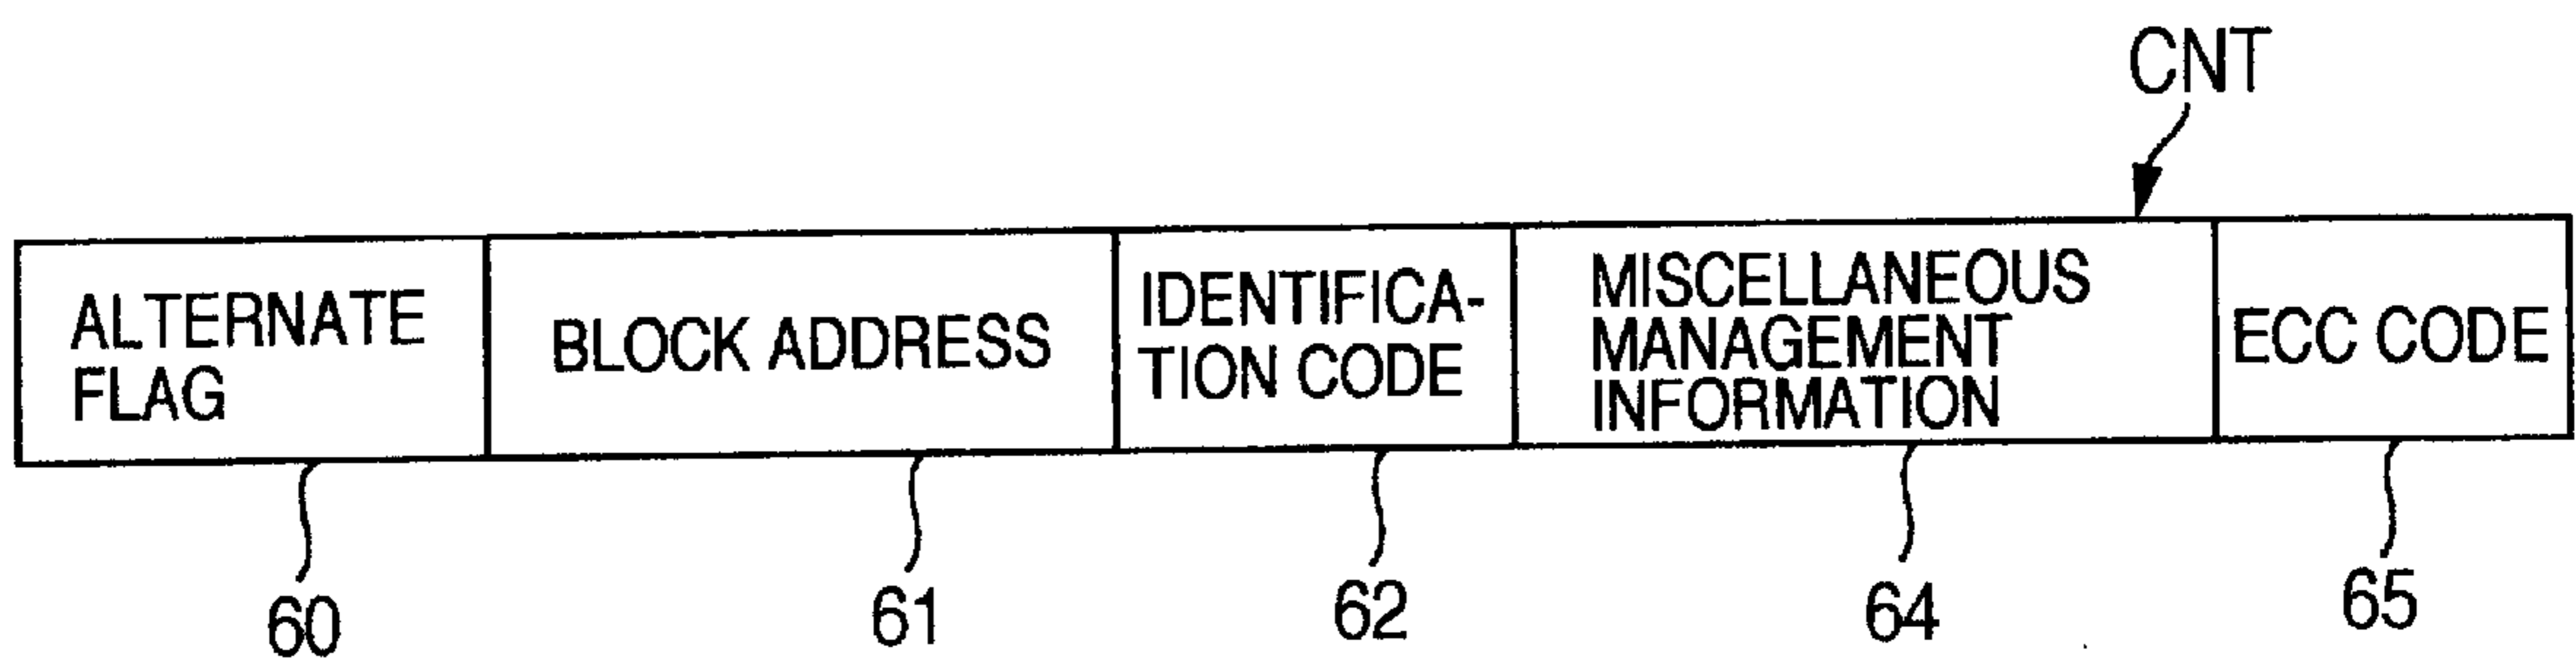 CNT
ALTERNATE
FLAG
BLOCK ADDRESS
IDENTIFICA-
TION CODE
MISCELLANEOUS
MANAGEMENT
INFORMATION
ECC CODE
60
61
62
64
65